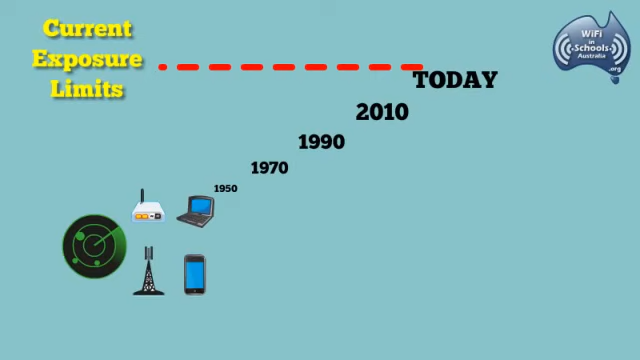 Current
Exposure
Limits
WiFi
in
Schools
Australia
.org
TODAY
2010
1990
1970
1950